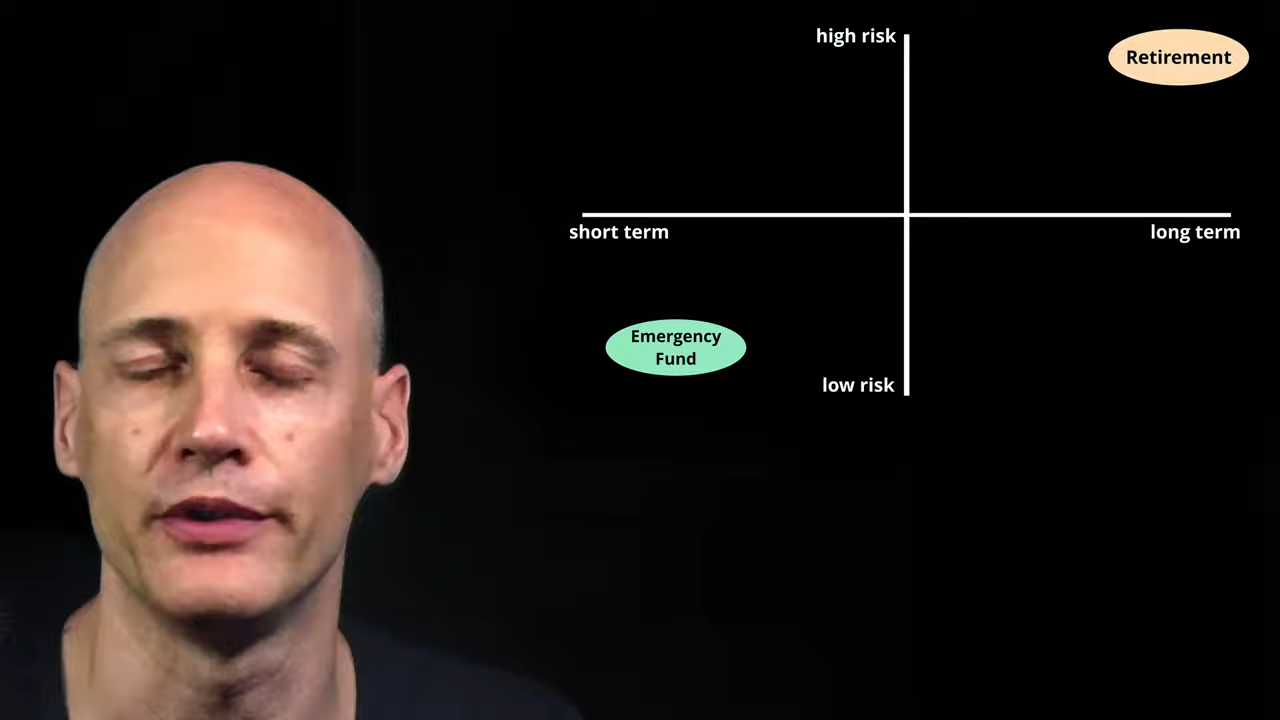 high risk
Retirement
short term
long term
Emergency
Fund
low risk